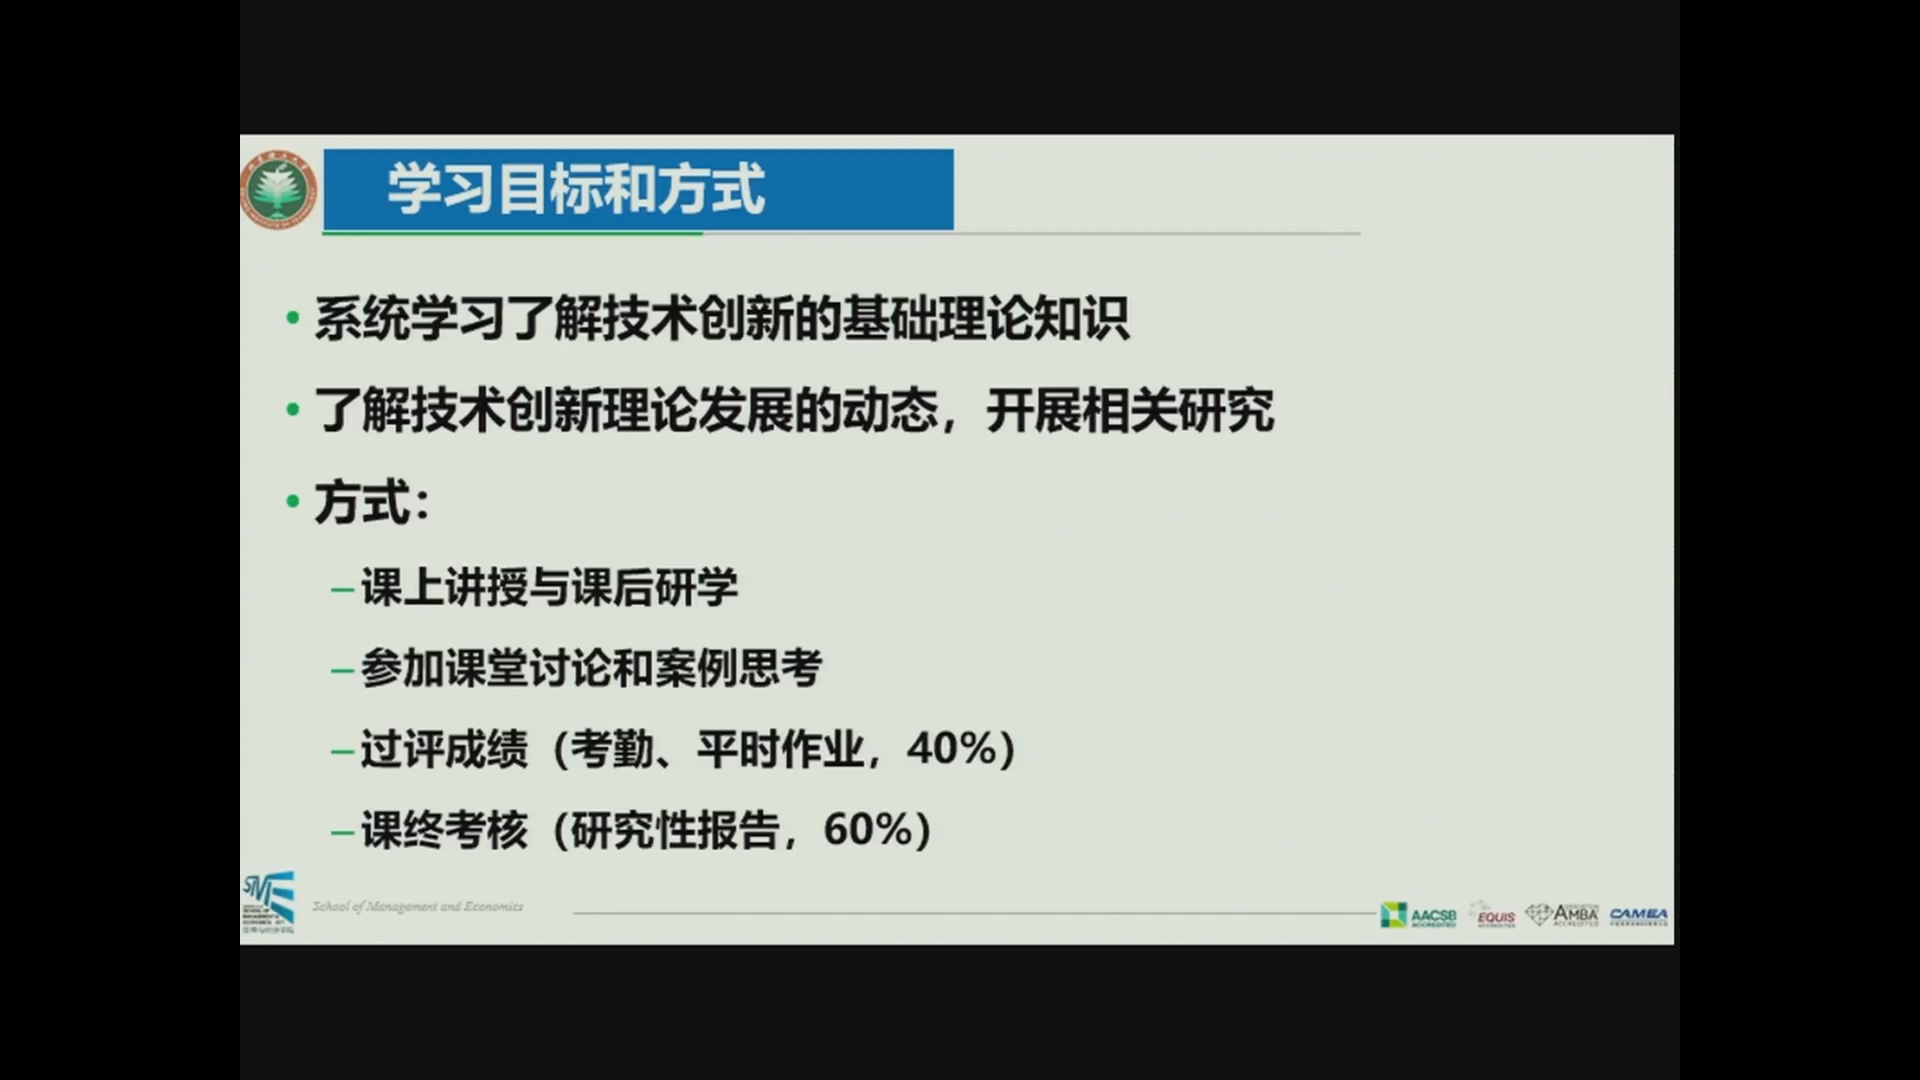 学习目标和方式
• 系统学习了解技术创新的基础理论知识
• 了解技术创新理论发展的动态，开展相关研究
• 方式：
– 课上讲授与课后研学
– 参加课堂讨论和案例思考
– 过评成绩（考勤、平时作业，40%）
– 课终考核（研究性报告，60%）
School of Management and Economics
AACSB
ACCREDITED
EQUIS
ACCREDITED
ASSOCIATION
AMBA
ACCREDITED
CAMEA